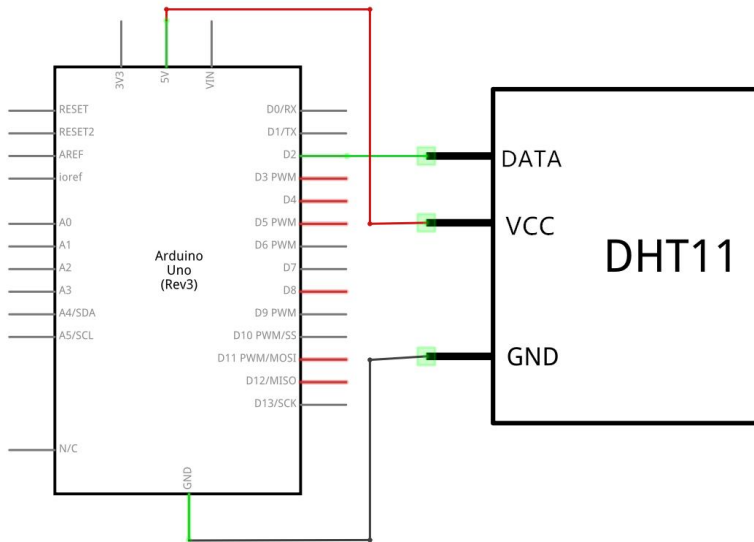 3V3
5V
VIN
RESET
RESET2
AREF
ioref
A0
A1
A2
A3
A4/SDA
A5/SCL
N/C
Arduino
Uno
(Rev3)
D0/RX
D1/TX
D2
D3 PWM
D4
D5 PWM
D6 PWM
D7
D8
D9 PWM
D10 PWM/SS
D11 PWM/MOSI
D12/MISO
D13/SCK
GND
DATA
VCC
GND
DHT11